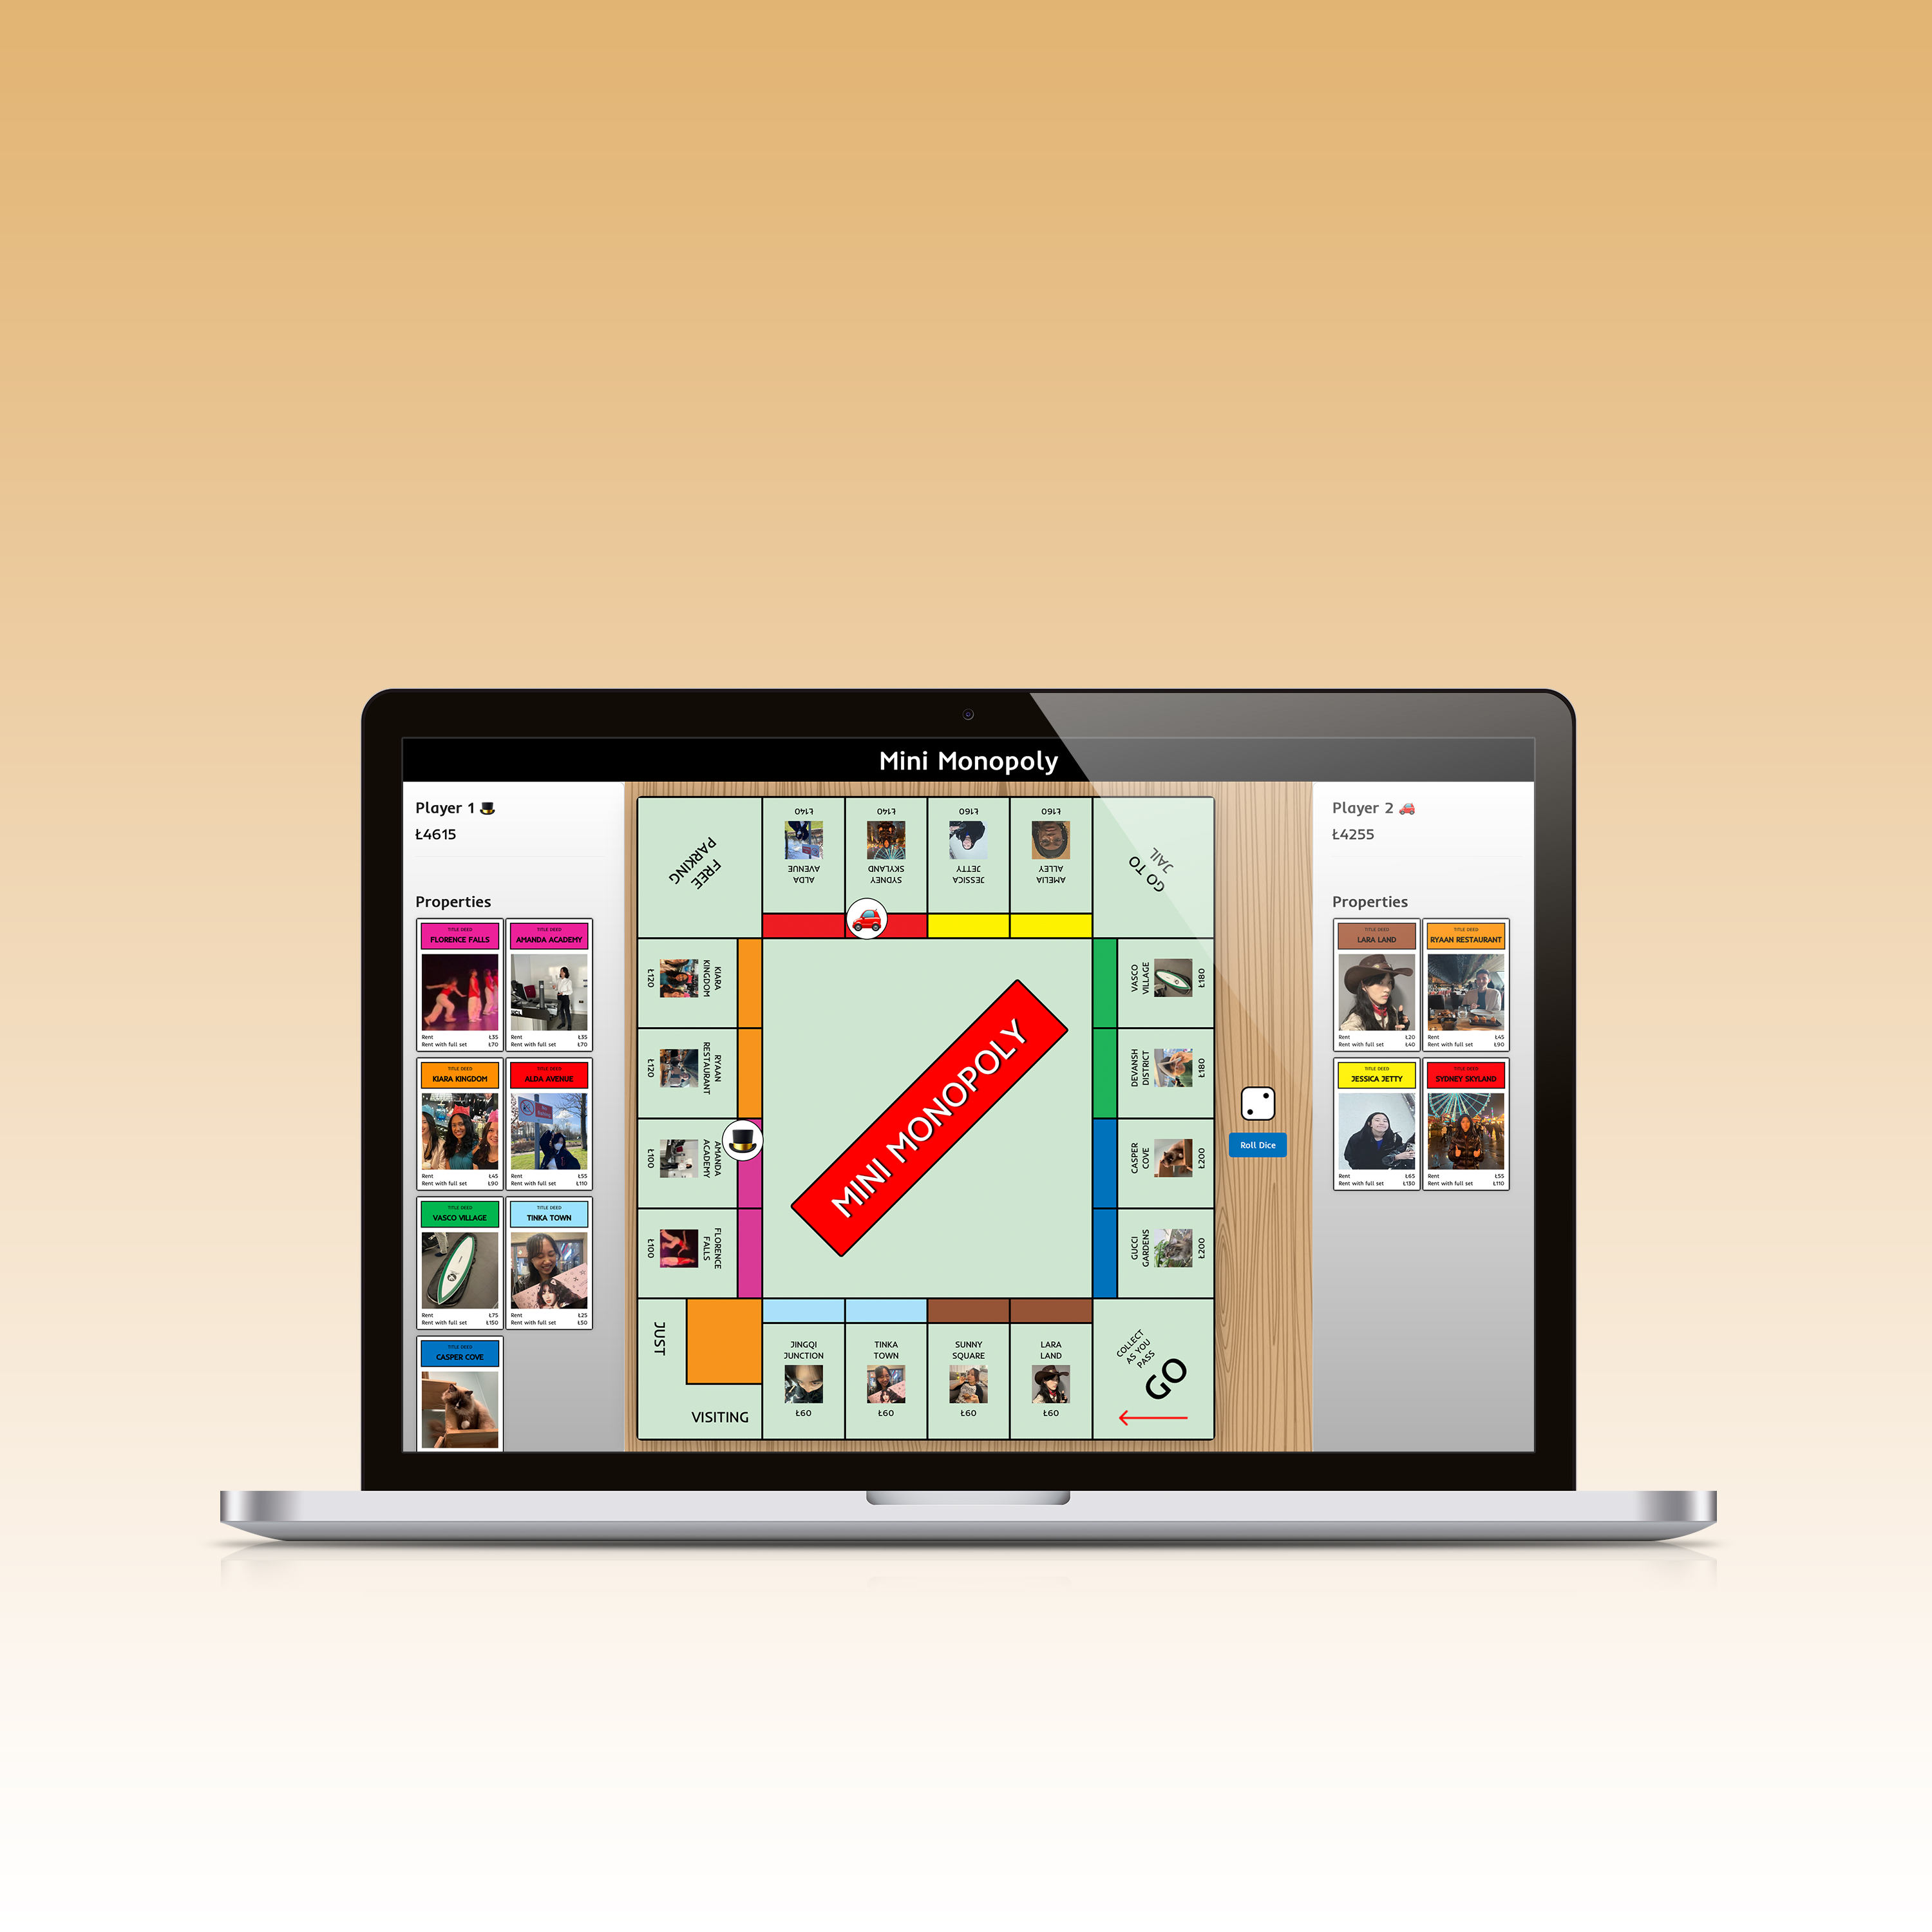 Mini Monopoly
Player 1
Ł4615
Properties
TITLE DEED
FLORENCE FALLS
Rent Ł35
Rent with full set Ł70
TITLE DEED
AMANDA ACADEMY
Rent Ł35
Rent with full set Ł70
TITLE DEED
KIARA KINGDOM
Rent Ł45
Rent with full set Ł90
TITLE DEED
ALDA AVENUE
Rent Ł55
Rent with full set Ł110
TITLE DEED
VASCO VILLAGE
Rent Ł75
Rent with full set Ł150
TITLE DEED
TINKA TOWN
Rent Ł25
Rent with full set Ł50
TITLE DEED
CASPER COVE
FREE
PARKING
ALDA
AVENUE
Ł140
SYDNEY
SKYLAND
Ł140
JESSICA
JETTY
Ł160
AMELIA
ALLEY
Ł160
GO TO
JAIL
KIARA
KINGDOM
Ł120
RYAAN
RESTAURANT
Ł120
AMANDA
ACADEMY
Ł100
FLORENCE
FALLS
Ł100
MINI MONOPOLY
VASCO
VILLAGE
Ł180
DEVANSH
DISTRICT
Ł180
CASPER
COVE
Ł200
GUCCI
GARDENS
Ł200
JUST
VISITING
JINGQI
JUNCTION
Ł60
TINKA
TOWN
Ł60
SUNNY
SQUARE
Ł60
LARA
LAND
Ł60
COLLECT
AS YOU
PASS
GO
Roll Dice
Player 2
Ł4255
Properties
TITLE DEED
LARA LAND
Rent Ł20
Rent with full set Ł40
TITLE DEED
RYAAN RESTAURANT
Rent Ł45
Rent with full set Ł90
TITLE DEED
JESSICA JETTY
Rent Ł65
Rent with full set Ł130
TITLE DEED
SYDNEY SKYLAND
Rent Ł55
Rent with full set Ł110